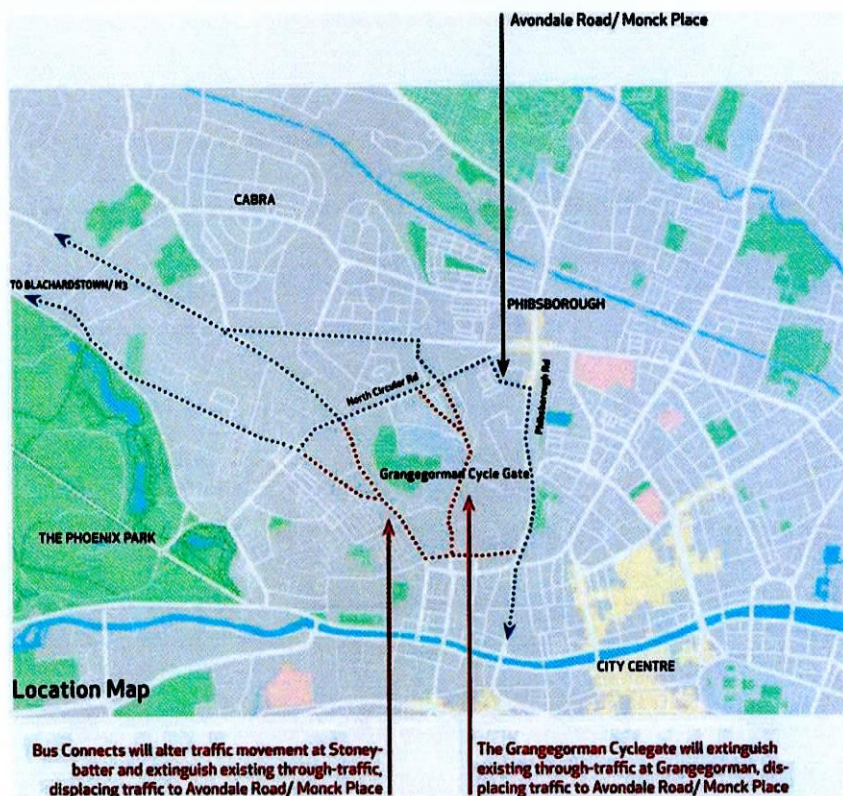 Avondale Road/ Monck Place
CABRA
TO BLACHARDSTOWN/ N3
PHIBSBOROUGH
North Circular Rd
Phibsborough Rd
Grangegorman Cycle Gate
THE PHOENIX PARK
CITY CENTRE
Location Map
Bus Connects will alter traffic movement at Stoney-
batter and extinguish existing through-traffic,
displacing traffic to Avondale Road/ Monck Place
The Grangegorman Cyclegate will extinguish
existing through-traffic at Grangegorman, dis-
placing traffic to Avondale Road/ Monck Place